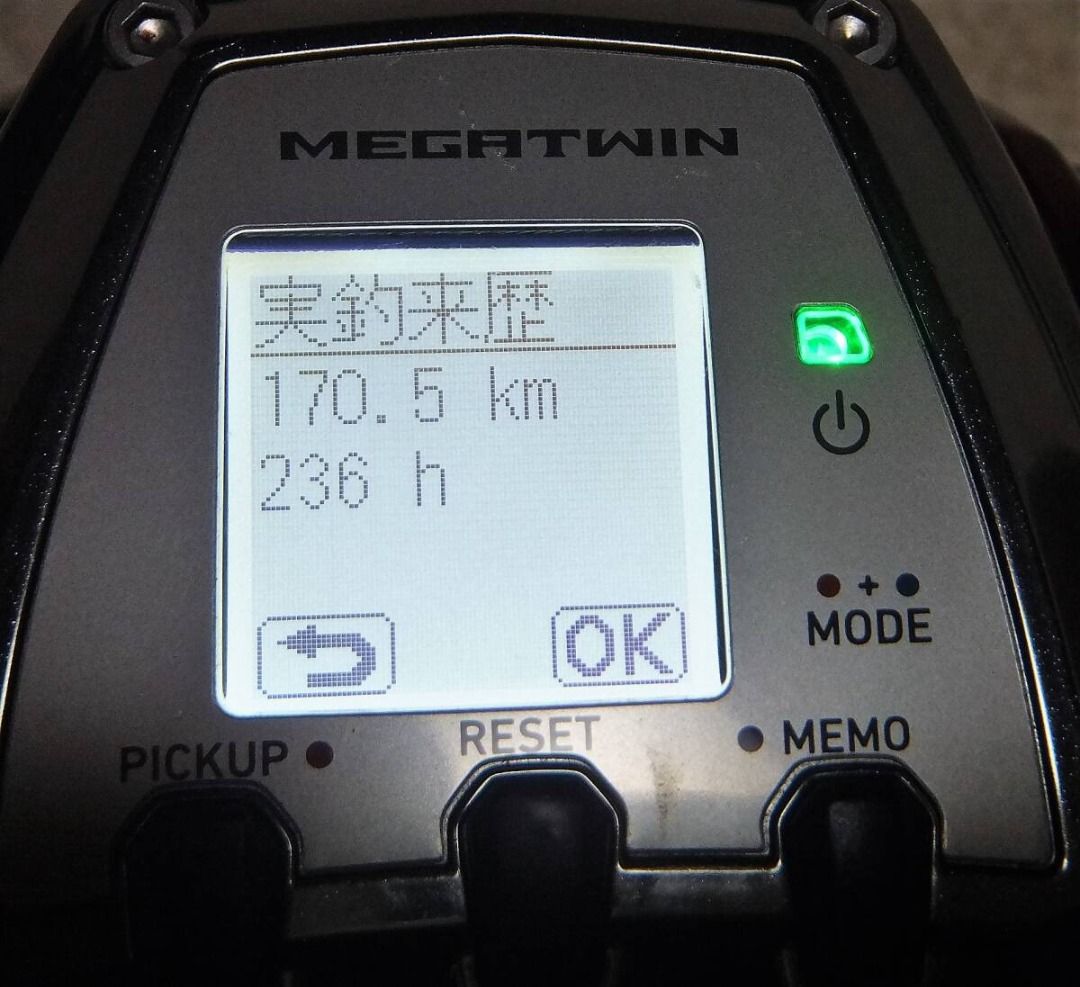 MEGATWIN
実釣来歴
170.5 km
236 h
OK
+
MODE
PICKUP
RESET
MEMO